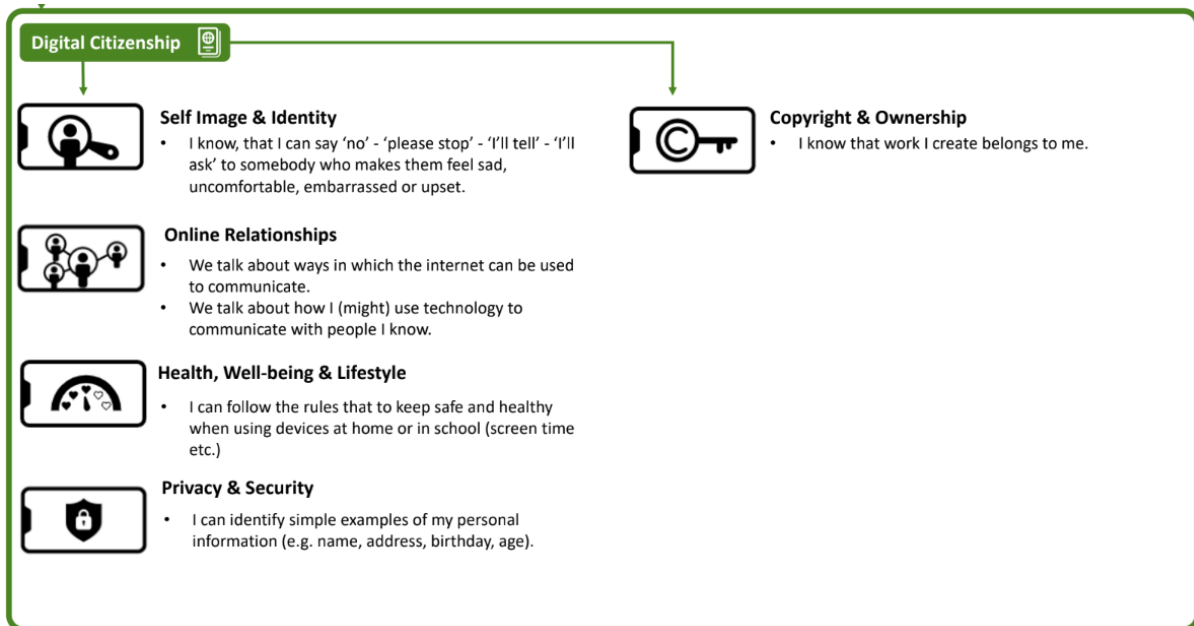 Digital Citizenship
Self Image & Identity
• I know, that I can say ‘no’ - ‘please stop’ - ‘I’ll tell’ - ‘I’ll
ask’ to somebody who makes them feel sad,
uncomfortable, embarrassed or upset.
Online Relationships
• We talk about ways in which the internet can be used
to communicate.
• We talk about how I (might) use technology to
communicate with people I know.
Health, Well-being & Lifestyle
• I can follow the rules that to keep safe and healthy
when using devices at home or in school (screen time
etc.)
Privacy & Security
• I can identify simple examples of my personal
information (e.g. name, address, birthday, age).
C
Copyright & Ownership
• I know that work I create belongs to me.